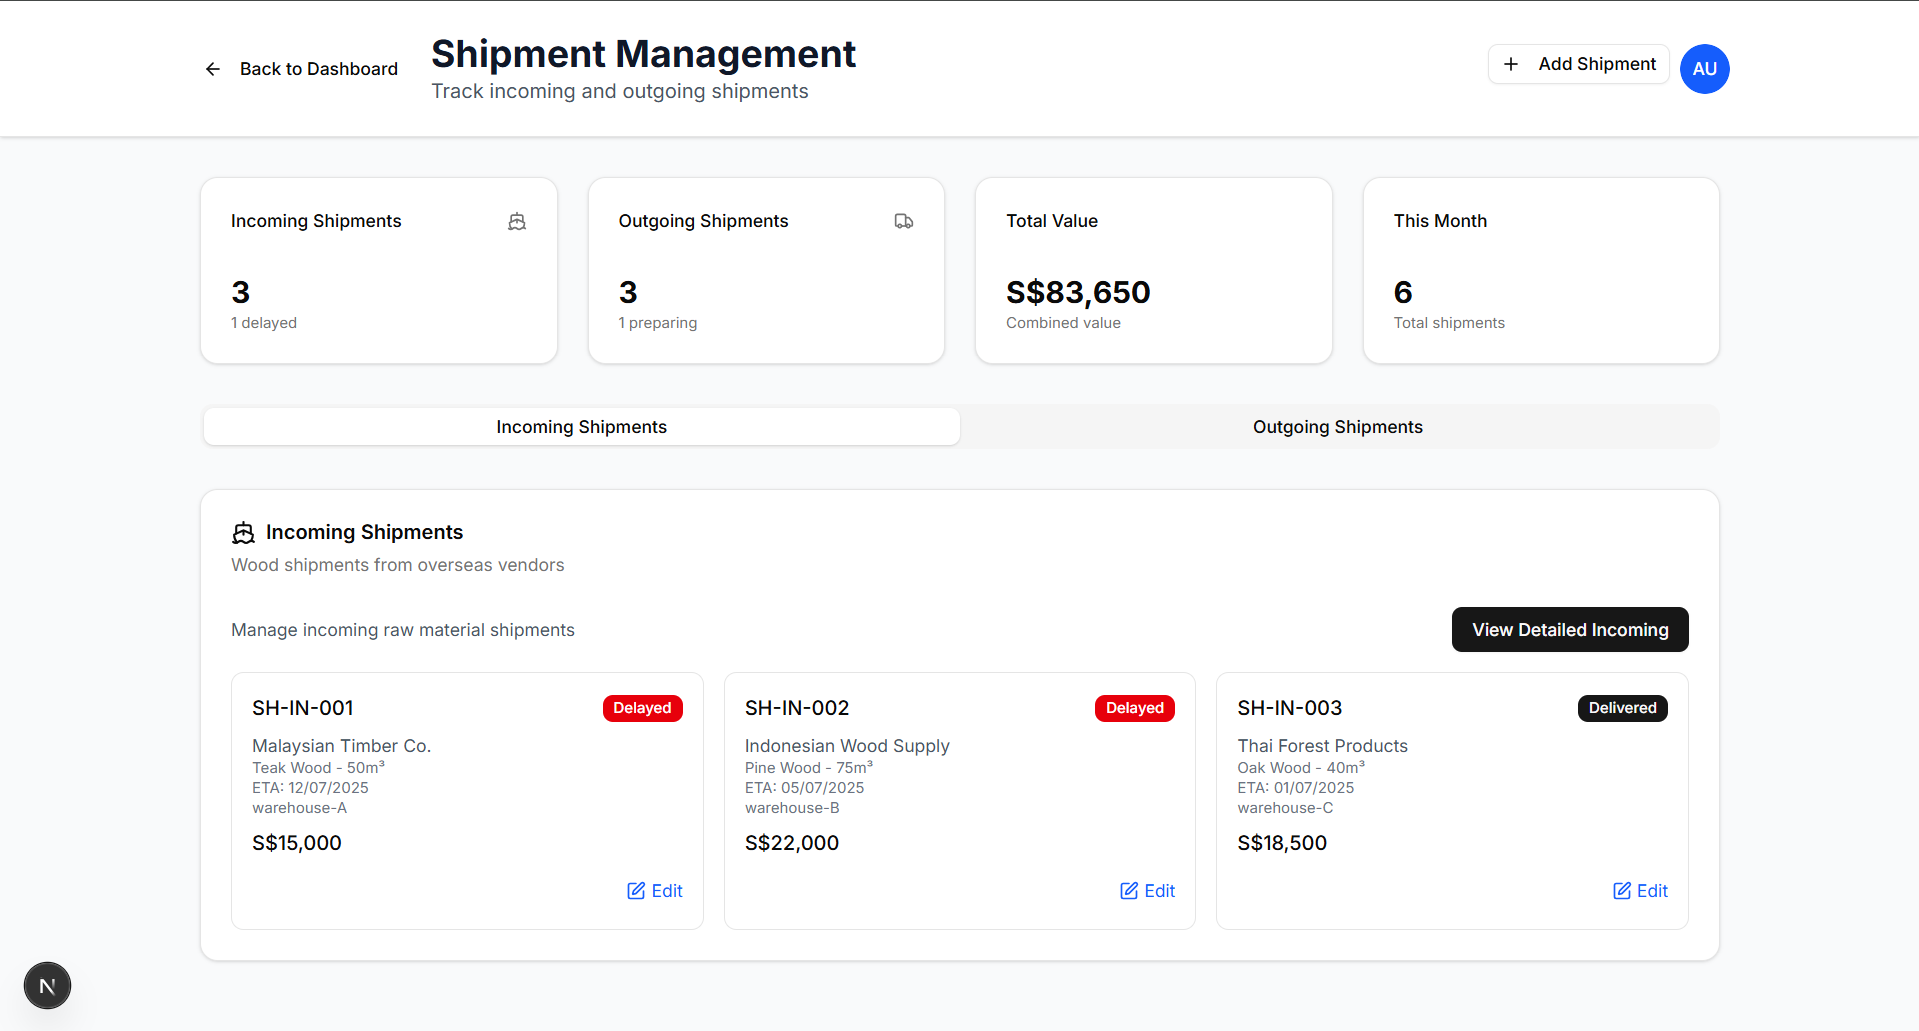 Back to Dashboard
Shipment Management
Track incoming and outgoing shipments
Add Shipment
AU
Incoming Shipments
3
1 delayed
Outgoing Shipments
3
1 preparing
Total Value
S$83,650
Combined value
This Month
6
Total shipments
Incoming Shipments
Outgoing Shipments
Incoming Shipments
Wood shipments from overseas vendors
Manage incoming raw material shipments
View Detailed Incoming
SH-IN-001
Delayed
Malaysian Timber Co.
Teak Wood - 50m³
ETA: 12/07/2025
warehouse-A
S$15,000
Edit
SH-IN-002
Delayed
Indonesian Wood Supply
Pine Wood - 75m³
ETA: 05/07/2025
warehouse-B
S$22,000
Edit
SH-IN-003
Delivered
Thai Forest Products
Oak Wood - 40m³
ETA: 01/07/2025
warehouse-C
S$18,500
Edit
N